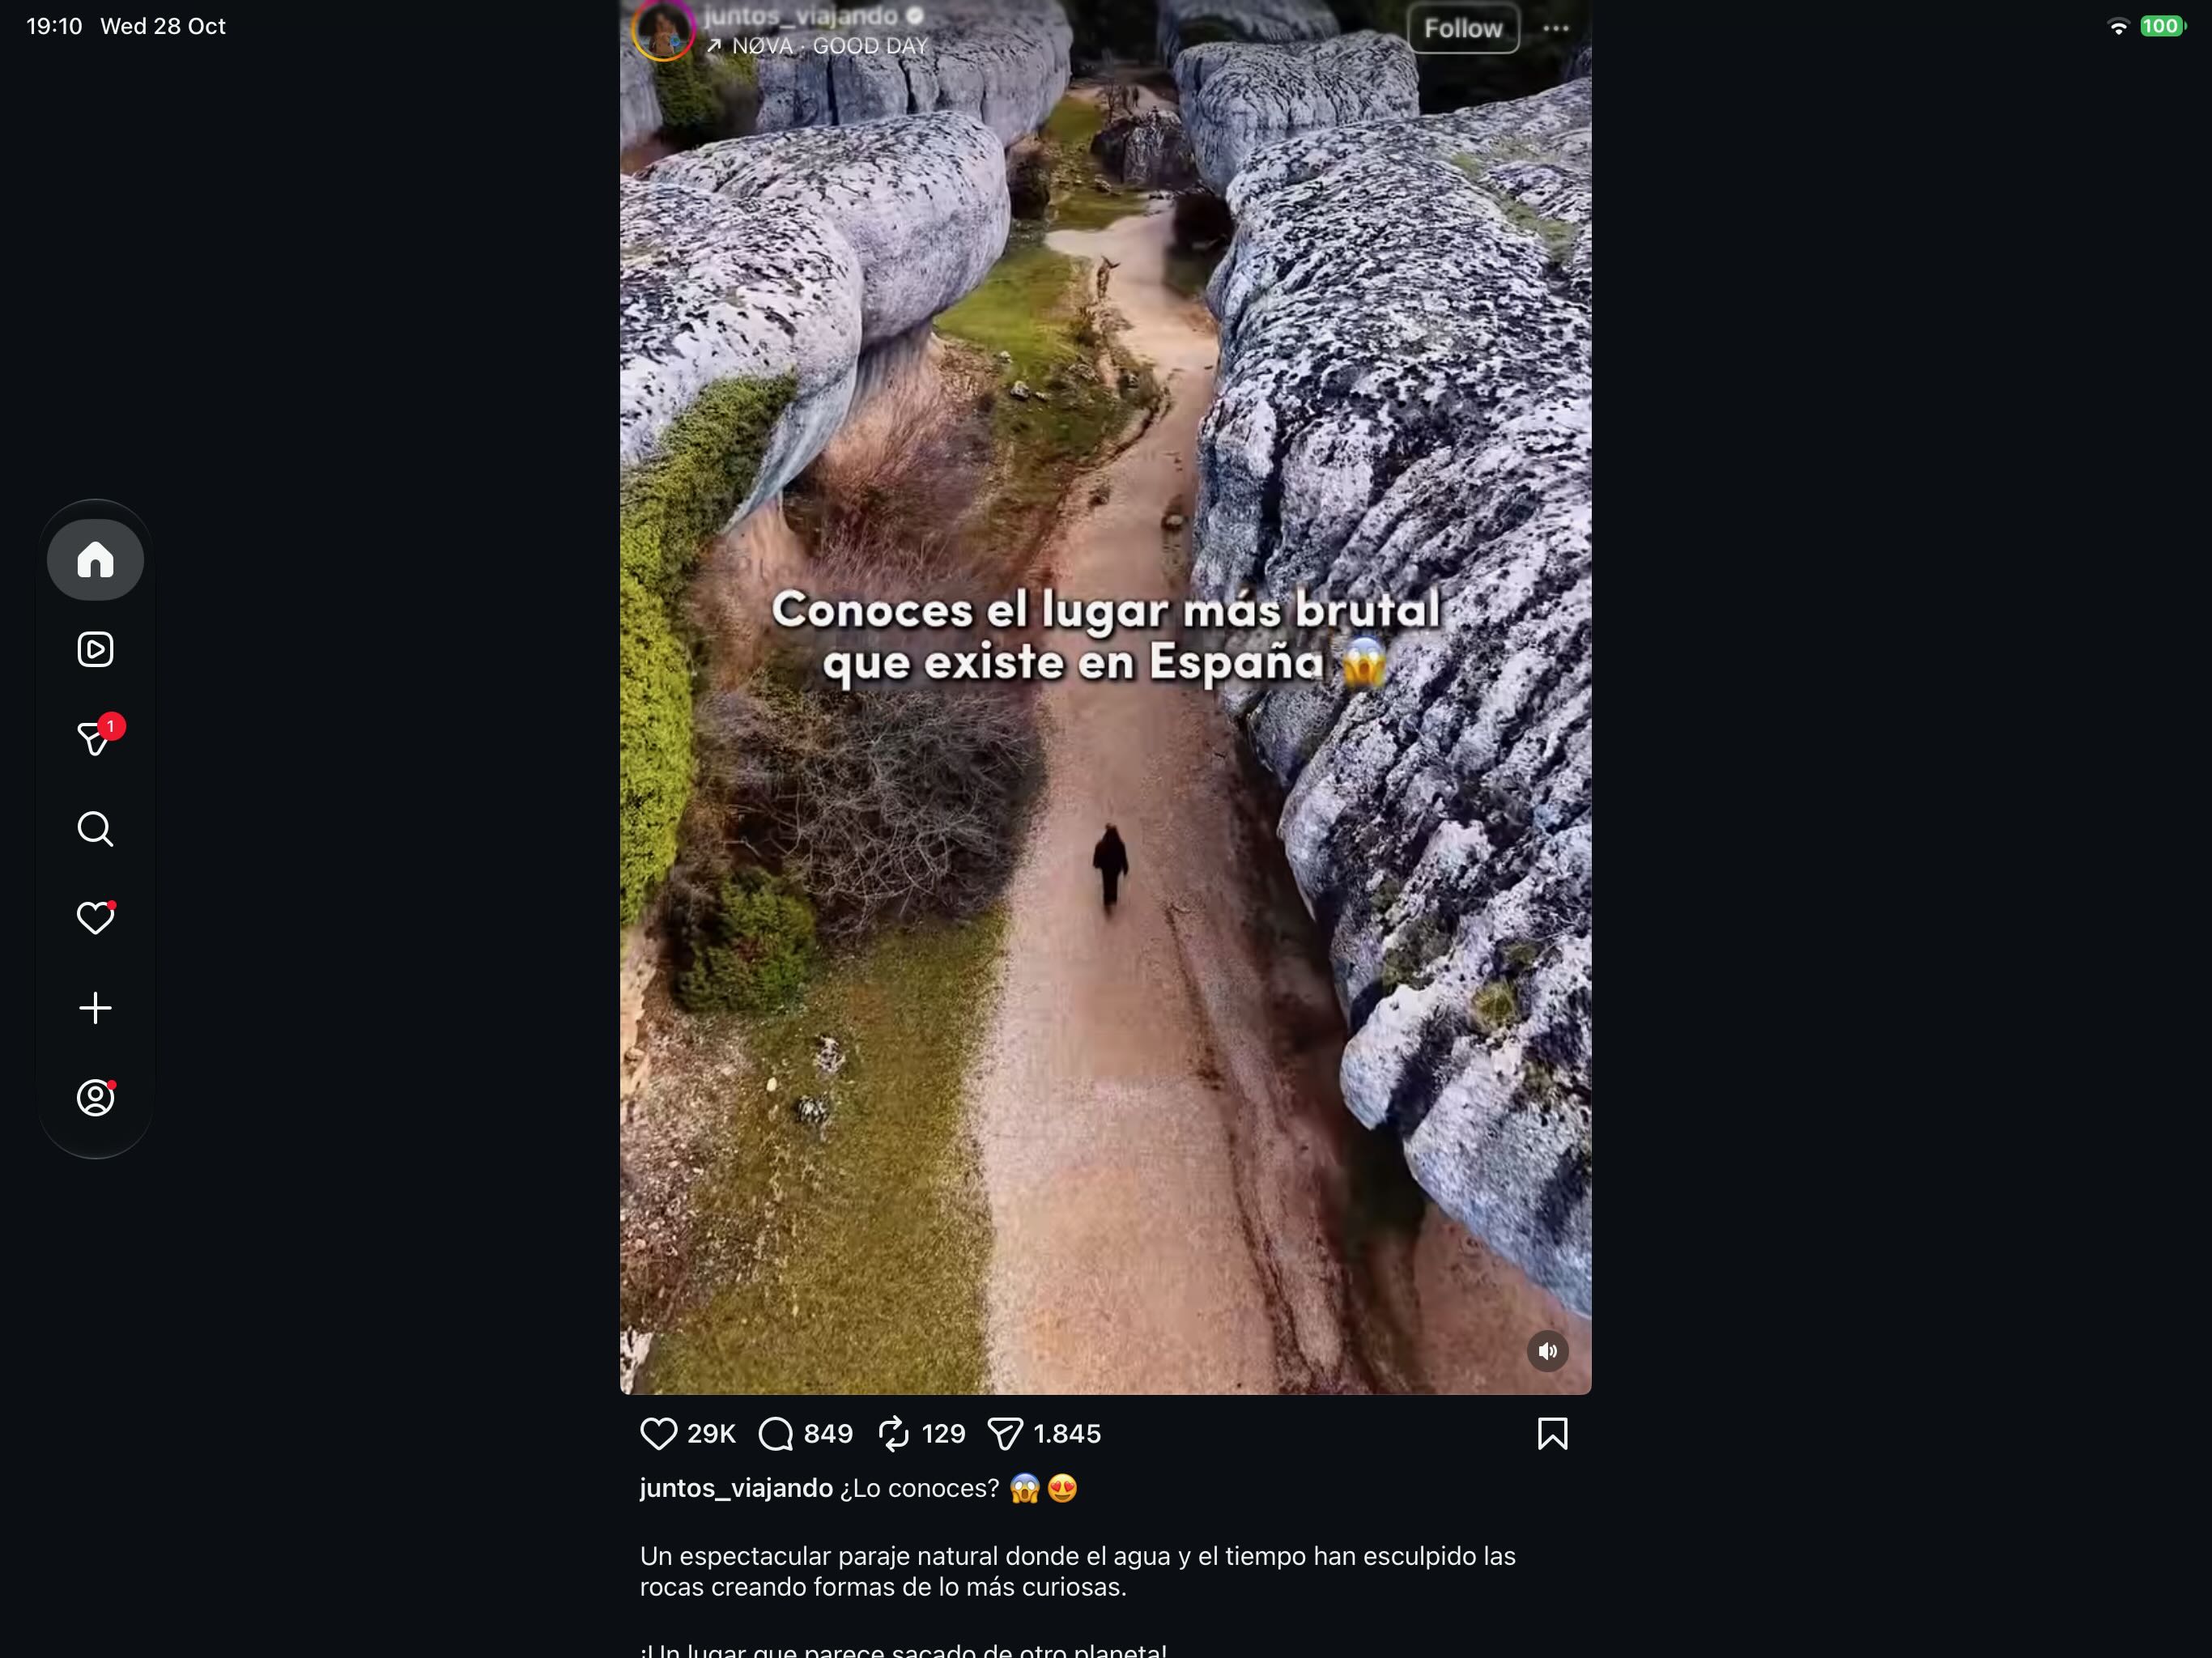 19:10 Wed 28 Oct
100
juntos_viajando
NØVA · GOOD DAY
Follow
Conoces el lugar más brutal
que existe en España 😱
1
29K 849 129 1.845
juntos_viajando ¿Lo conoces? 😱😍
Un espectacular paraje natural donde el agua y el tiempo han esculpido las
rocas creando formas de lo más curiosas.
¡Un lugar que parece sacado de otro planeta!